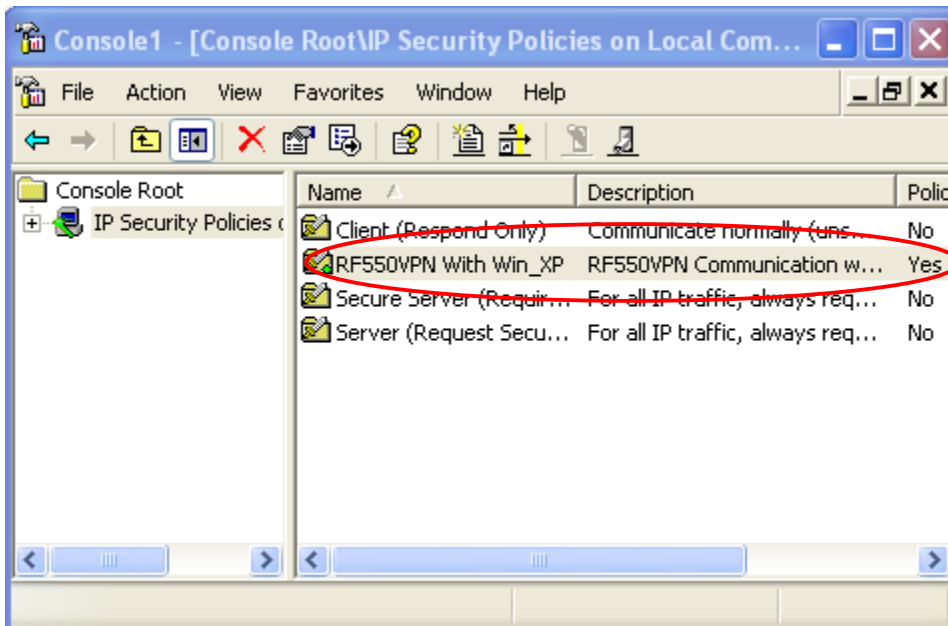 Console1 - [Console Root\IP Security Policies on Local Com...
File Action View Favorites Window Help
Console Root
IP Security Policies
Name Description Polic
Client (Respond Only) Communicate normally (uns... No
RF550VPN With Win_XP RF550VPN Communication w... Yes
Secure Server (Requir... For all IP traffic, always req... No
Server (Request Secu... For all IP traffic, always req... No